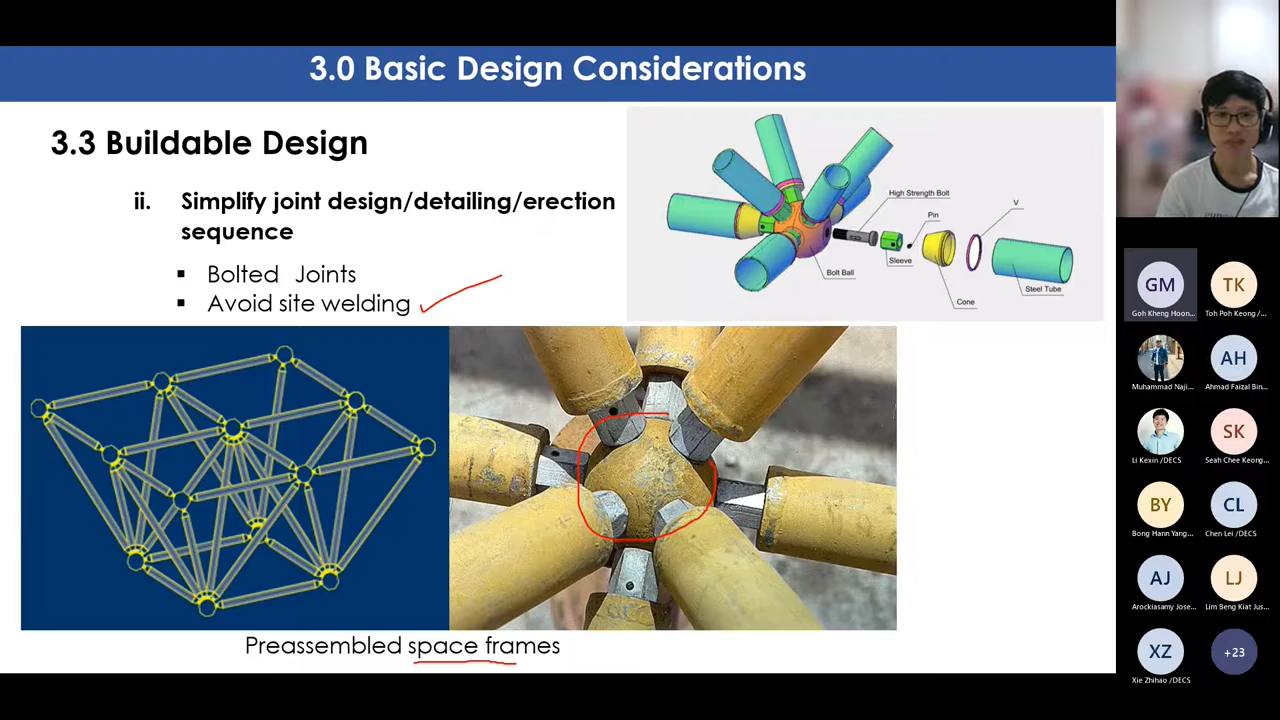 3.0 Basic Design Considerations
3.3 Buildable Design
ii. Simplify joint design/detailing/erection
sequence
▪ Bolted Joints
▪ Avoid site welding
High Strength Bolt
Pin
V
Sleeve
Bolt Ball
Cone
Steel Tube
Preassembled space frames
GM
TK
Goh Kheng Hoon...
Toh Poh Keong /...
AH
Muhammad Naji...
Ahmad Faizal Bin...
SK
Li Kexin /DECS
Seah Chee Keong...
BY
CL
Bong Hann Yang...
Chen Lei /DECS
AJ
LJ
Arockiasamy Jose...
Lim Beng Kiat Jus...
XZ
+23
Xie Zhihao /DECS